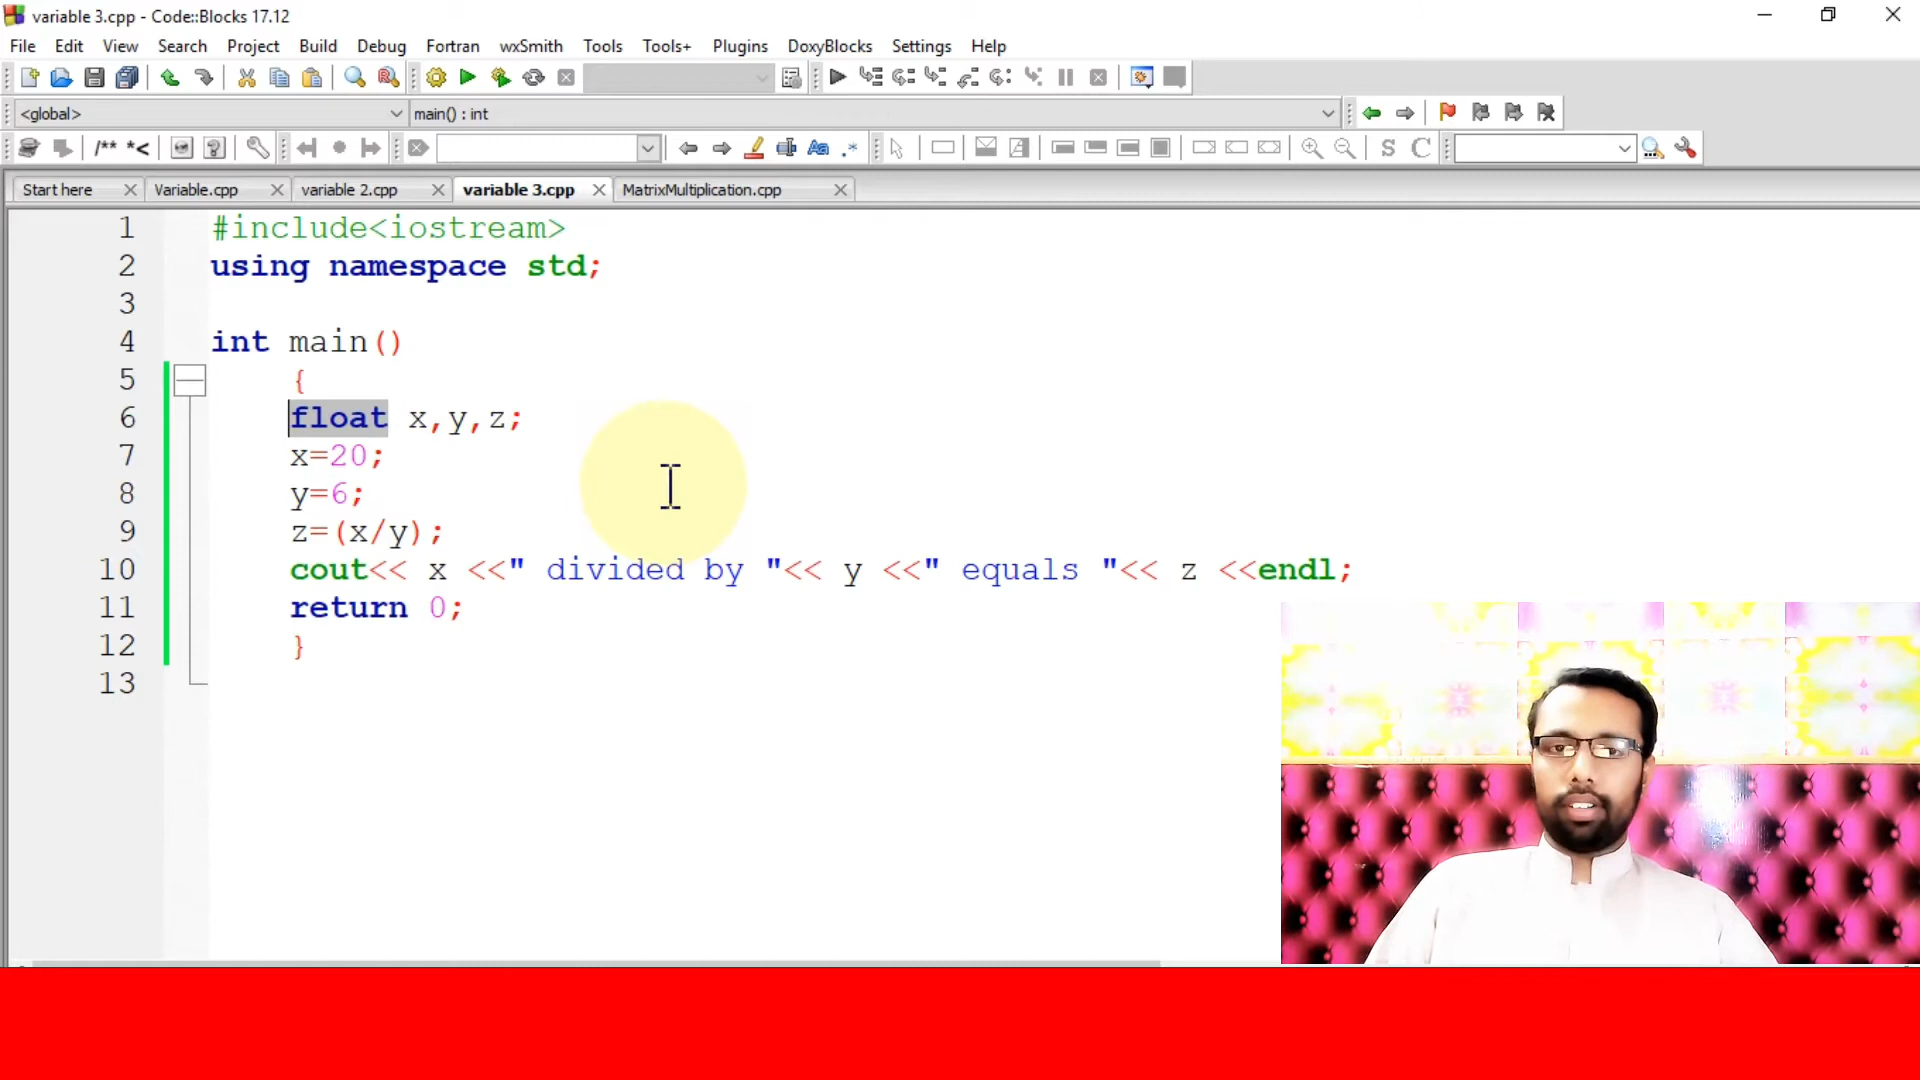 variable 3.cpp - Code::Blocks 17.12
File Edit View Search Project Build Debug Fortran wxSmith Tools Tools+ Plugins DoxyBlocks Settings Help
<global> main() : int
/** *< Aa .* S C
Start here Variable.cpp variable 2.cpp variable 3.cpp MatrixMultiplication.cpp
1 #include<iostream>
2 using namespace std;
3
4 int main()
5 {
6 float x,y,z;
7 x=20;
8 y=6;
9 z=(x/y);
10 cout<< x <<" divided by "<< y <<" equals "<< z <<endl;
11 return 0;
12 }
13